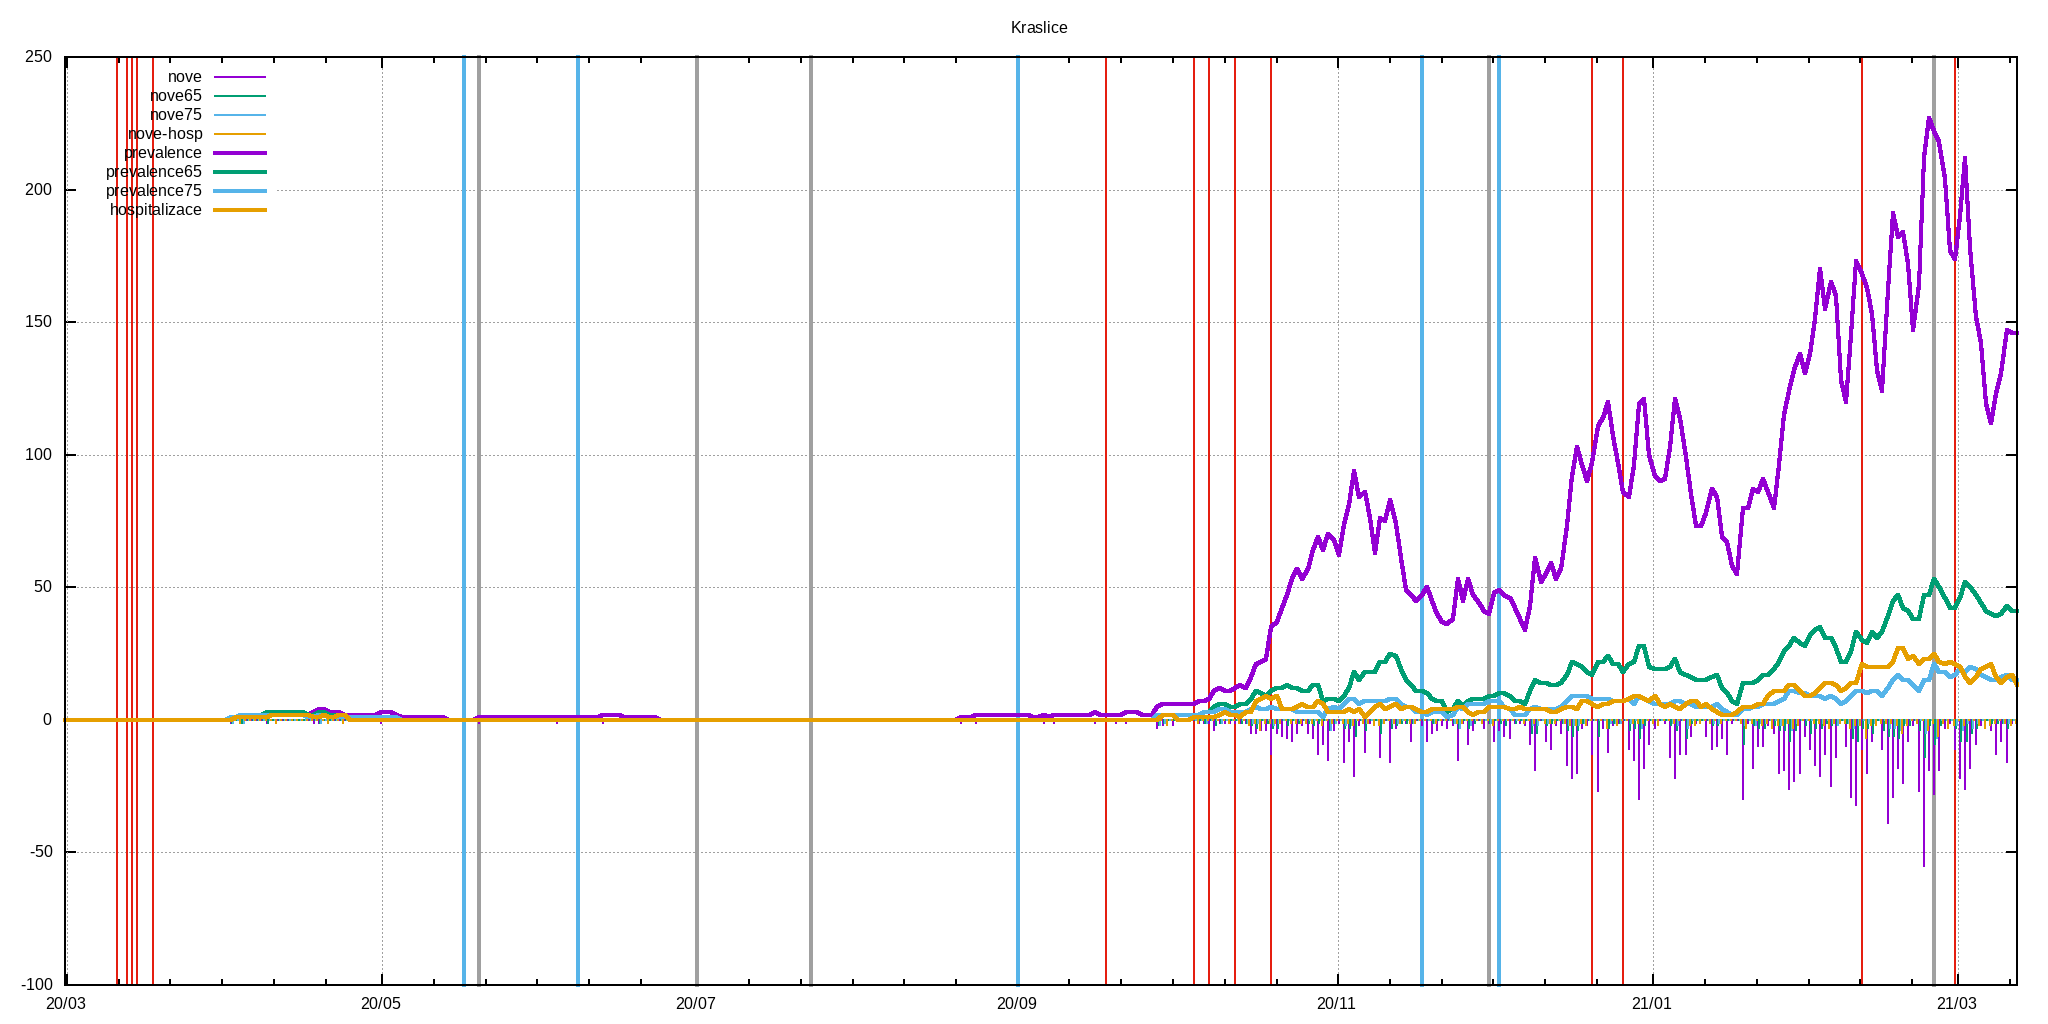 Kraslice
250
200
150
100
50
0
-50
-100
nove
nove65
nove75
nove-hosp
prevalence
prevalence65
prevalence75
hospitalizace
20/03 20/05 20/07 20/09 20/11 21/01 21/03